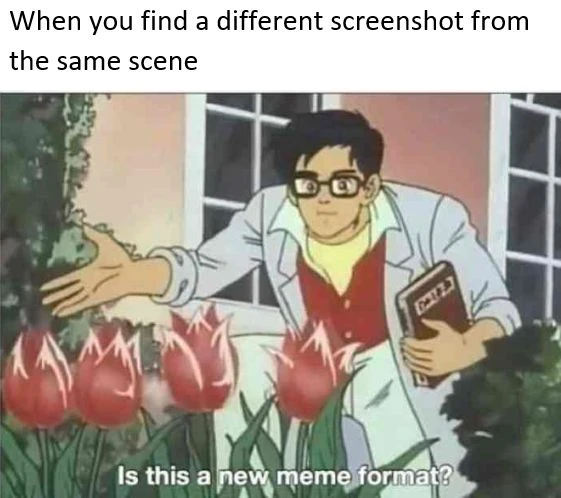 When you find a different screenshot from
the same scene
Is this a new meme format?